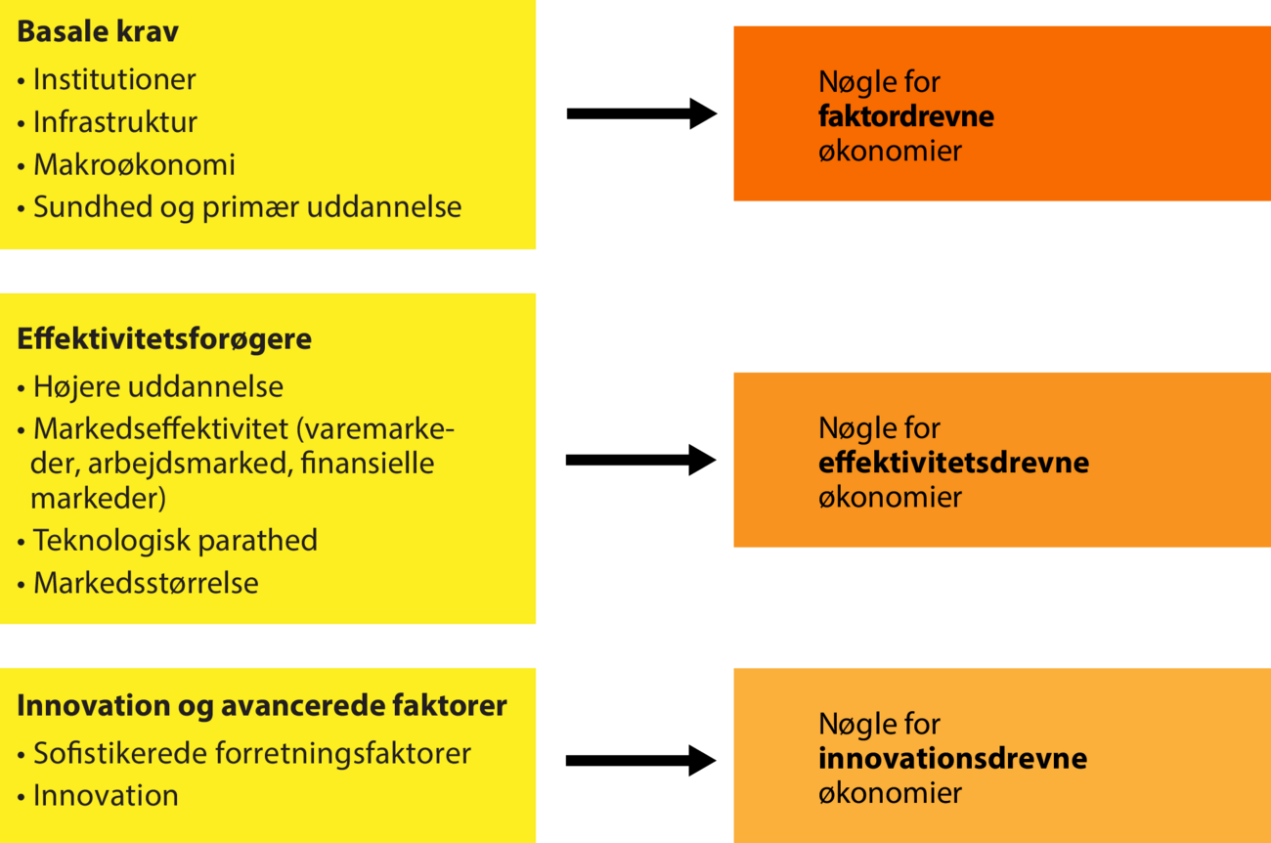 Basale krav
• Institutioner
• Infrastruktur
• Makroøkonomi
• Sundhed og primær uddannelse
Nøgle for
faktordrevne
økonomier
Effektivitetsforøgere
• Højere uddannelse
• Markedseffektivitet (varemarke-
der, arbejdsmarked, finansielle
markeder)
• Teknologisk parathed
• Markedsstørrelse
Nøgle for
effektivitetsdrevne
økonomier
Innovation og avancerede faktorer
• Sofistikerede forretningsfaktorer
• Innovation
Nøgle for
innovationsdrevne
økonomier